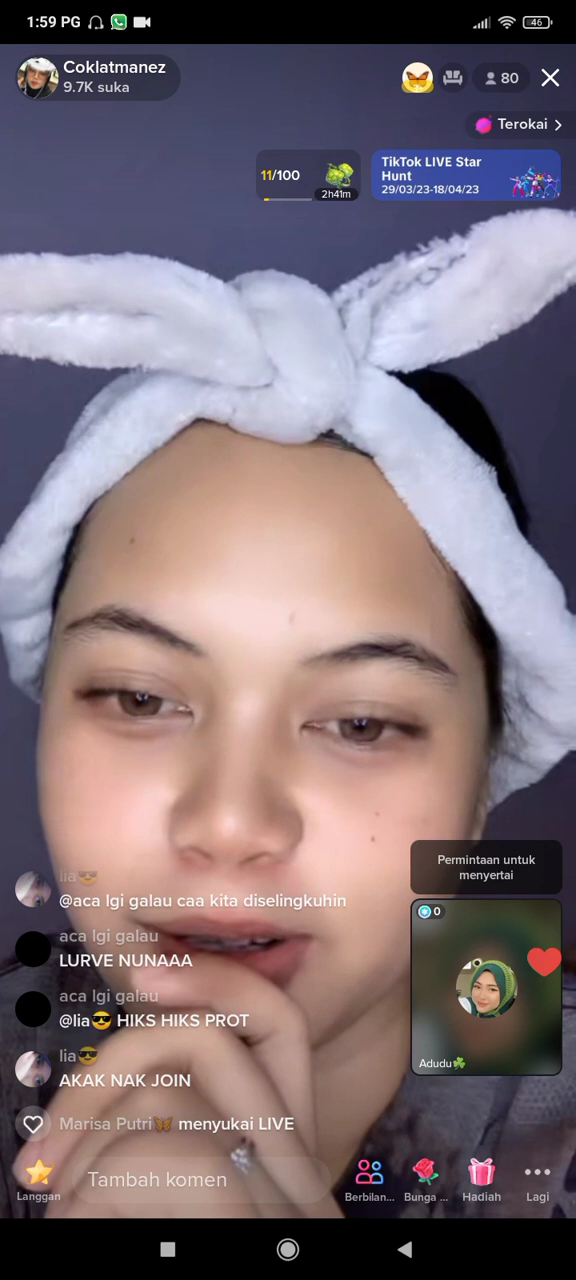 1:59 PG
46
Coklatmanez
9.7K suka
80
Terokai
11/100
2h41m
TikTok LIVE Star
Hunt
29/03/23-18/04/23
Permintaan untuk
menyertai
0
Adudu☘️
lia😎
@aca lgi galau caa kita diselingkuhin
aca lgi galau
LURVE NUNAAA
aca lgi galau
@lia😎 HIKS HIKS PROT
lia😎
AKAK NAK JOIN
Marisa Putri🦋 menyukai LIVE
Langgan
Tambah komen
Berbilan...
Bunga ...
Hadiah
Lagi